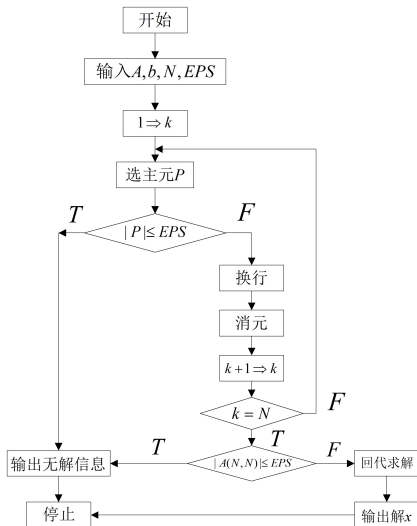 开始
输入A,b,N,EPS
1⇒k
选主元P
T
F
|P|≤EPS
换行
消元
k+1⇒k
k=N
F
T
T
F
输出无解信息
|A(N,N)|≤EPS
回代求解
停止
输出解x